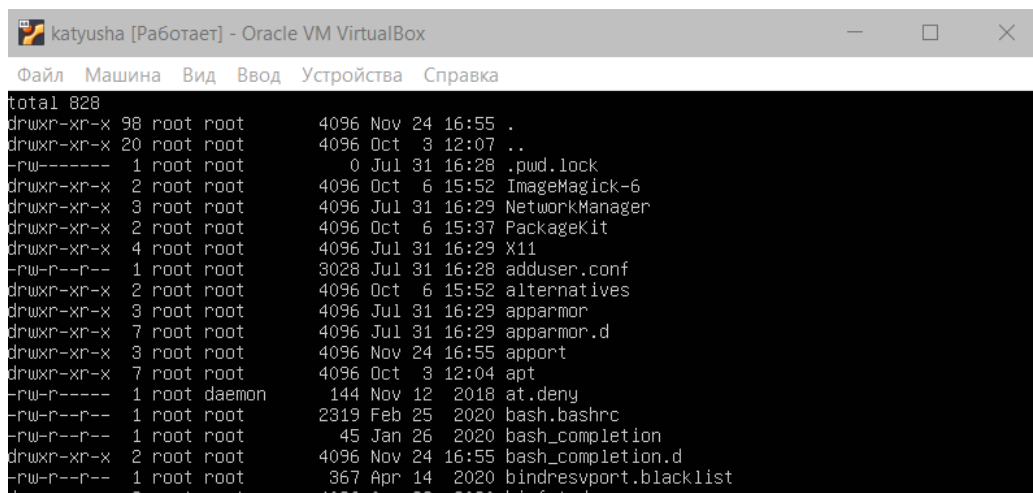 katyusha [Работает] - Oracle VM VirtualBox
Файл Машина Вид Ввод Устройства Справка
total 828
drwxr-xr-x 98 root root 4096 Nov 24 16:55 .
drwxr-xr-x 20 root root 4096 Oct 3 12:07 ..
-rw------- 1 root root 0 Jul 31 16:28 .pwd.lock
drwxr-xr-x 2 root root 4096 Oct 6 15:52 ImageMagick-6
drwxr-xr-x 3 root root 4096 Jul 31 16:29 NetworkManager
drwxr-xr-x 2 root root 4096 Oct 6 15:37 PackageKit
drwxr-xr-x 4 root root 4096 Jul 31 16:29 X11
-rw-r--r-- 1 root root 3028 Jul 31 16:28 adduser.conf
drwxr-xr-x 2 root root 4096 Oct 6 15:52 alternatives
drwxr-xr-x 3 root root 4096 Jul 31 16:29 apparmor
drwxr-xr-x 7 root root 4096 Jul 31 16:29 apparmor.d
drwxr-xr-x 3 root root 4096 Nov 24 16:55 apport
drwxr-xr-x 7 root root 4096 Oct 3 12:04 apt
-rw-r----- 1 root daemon 144 Nov 12 2018 at.deny
-rw-r--r-- 1 root root 2319 Feb 25 2020 bash.bashrc
-rw-r--r-- 1 root root 45 Jan 26 2020 bash_completion
drwxr-xr-x 2 root root 4096 Nov 24 16:55 bash_completion.d
-rw-r--r-- 1 root root 367 Apr 14 2020 bindresvport.blacklist